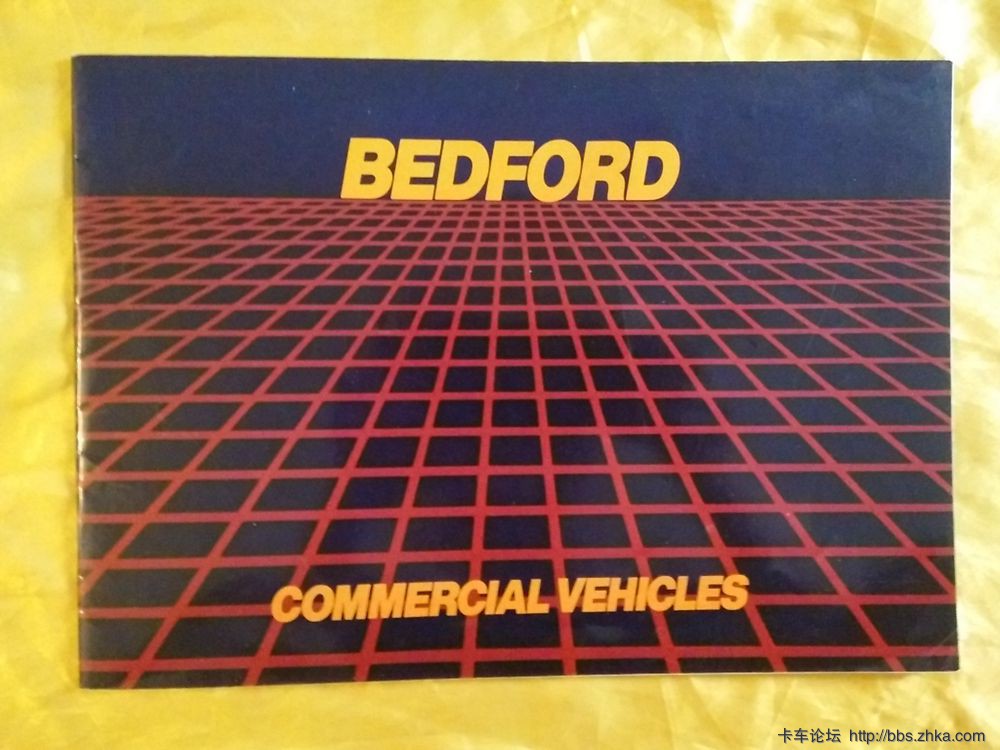 BEDFORD
COMMERCIAL VEHICLES
卡车论坛 http://bbs.zhka.com